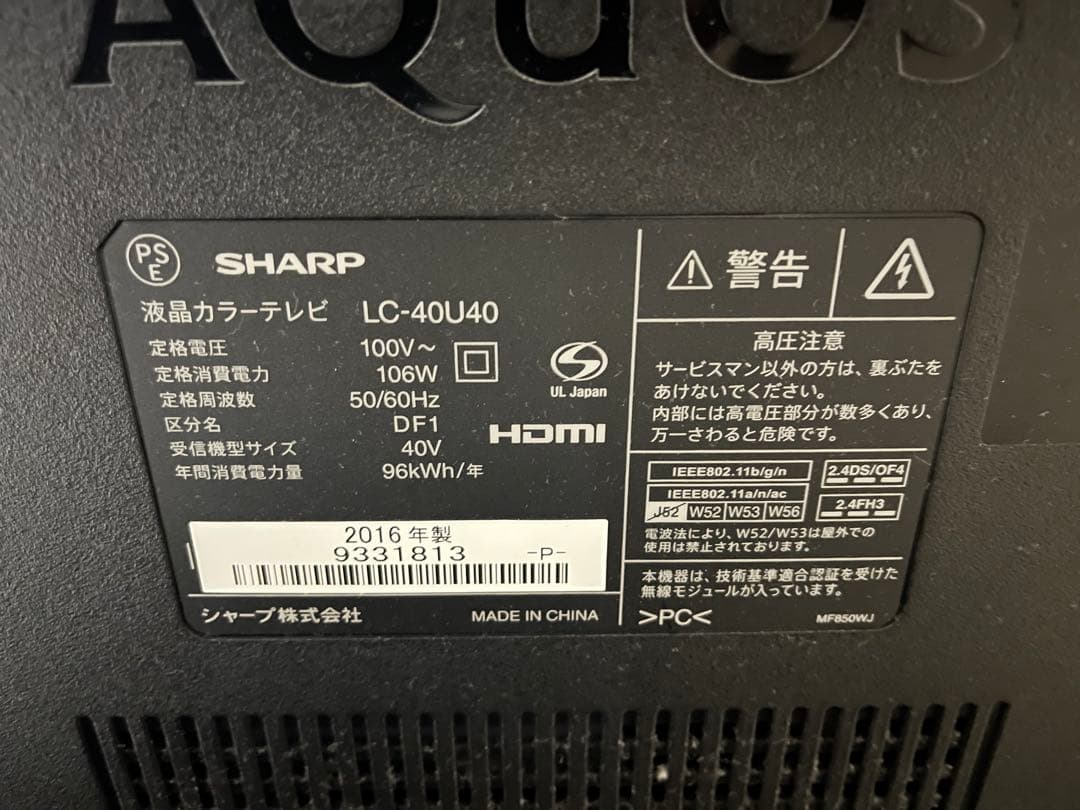 AQUOS
PS
E
SHARP
液晶カラーテレビ LC-40U40
定格電圧 100V～
定格消費電力 106W
定格周波数 50/60Hz
区分名 DF1
受信機型サイズ 40V
年間消費電力量 96kWh/年
UL Japan
HDMI
2016 年製
9331813 -P-
シャープ株式会社 MADE IN CHINA
警告
高圧注意
サービスマン以外の方は、裏ぶたを
あけないでください。
内部には高電圧部分が数多くあり、
万一さわると危険です。
IEEE802.11b/g/n
IEEE802.11a/n/ac
J52 W52 W53 W56
2.4DS/OF4
2.4FH3
電波法により、W52/W53は屋外での
使用は禁止されております。
本機器は、技術基準適合認証を受けた
無線モジュールが入っています。
>PC< MF850WJ